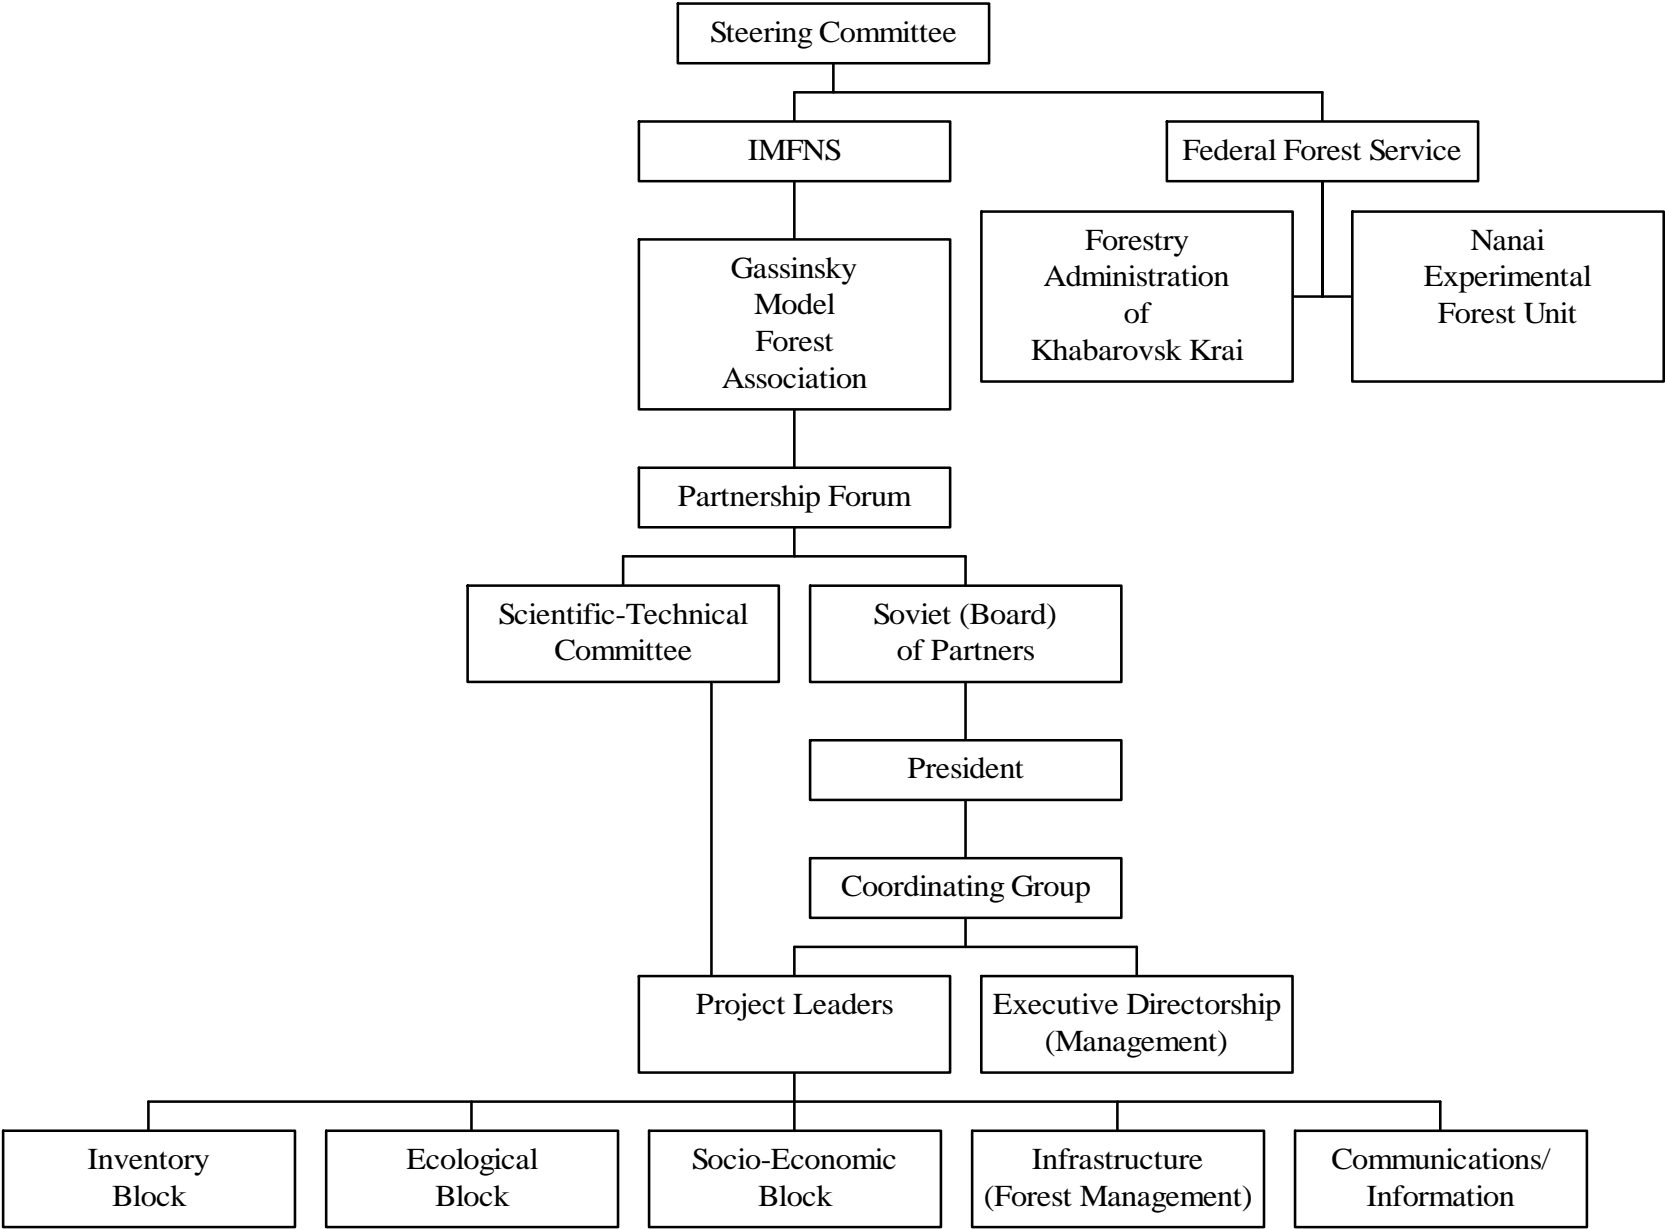 Steering Committee
IMFNS
Federal Forest Service
Gassinsky
Model
Forest
Association
Forestry
Administration
of
Khabarovsk Krai
Nanai
Experimental
Forest Unit
Partnership Forum
Scientific-Technical
Committee
Soviet (Board)
of Partners
President
Coordinating Group
Project Leaders
Executive Directorship
(Management)
Inventory
Block
Ecological
Block
Socio-Economic
Block
Infrastructure
(Forest Management)
Communications/
Information